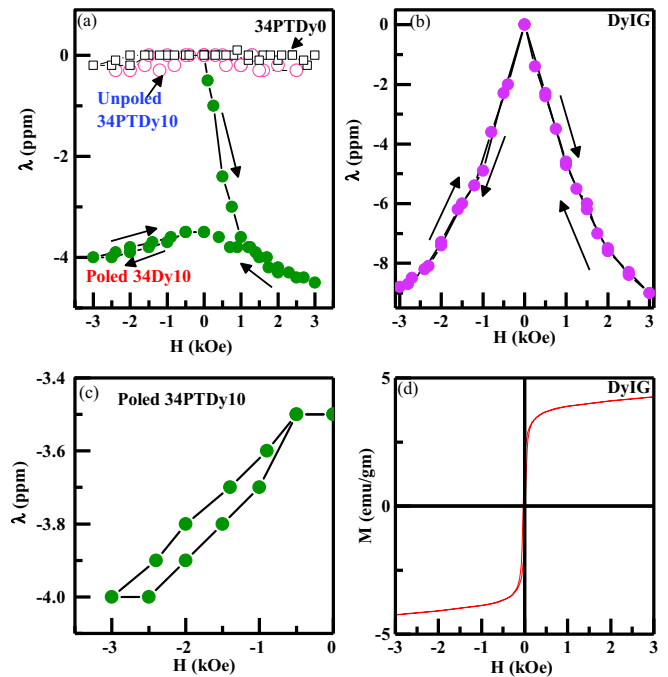 (a)
34PTDy0
0
-2
-4
λ (ppm)
Unpoled
34PTDy10
Poled 34Dy10
-3 -2 -1 0 1 2 3
H (kOe)
(b)
DyIG
0
-2
-4
-6
-8
λ (ppm)
-3 -2 -1 0 1 2 3
H (kOe)
(c)
Poled 34PTDy10
-3.4
-3.6
-3.8
-4.0
λ (ppm)
-3 -2 -1 0
H (kOe)
(d)
DyIG
5
0
-5
M (emu/gm)
-3 -2 -1 0 1 2 3
H (kOe)